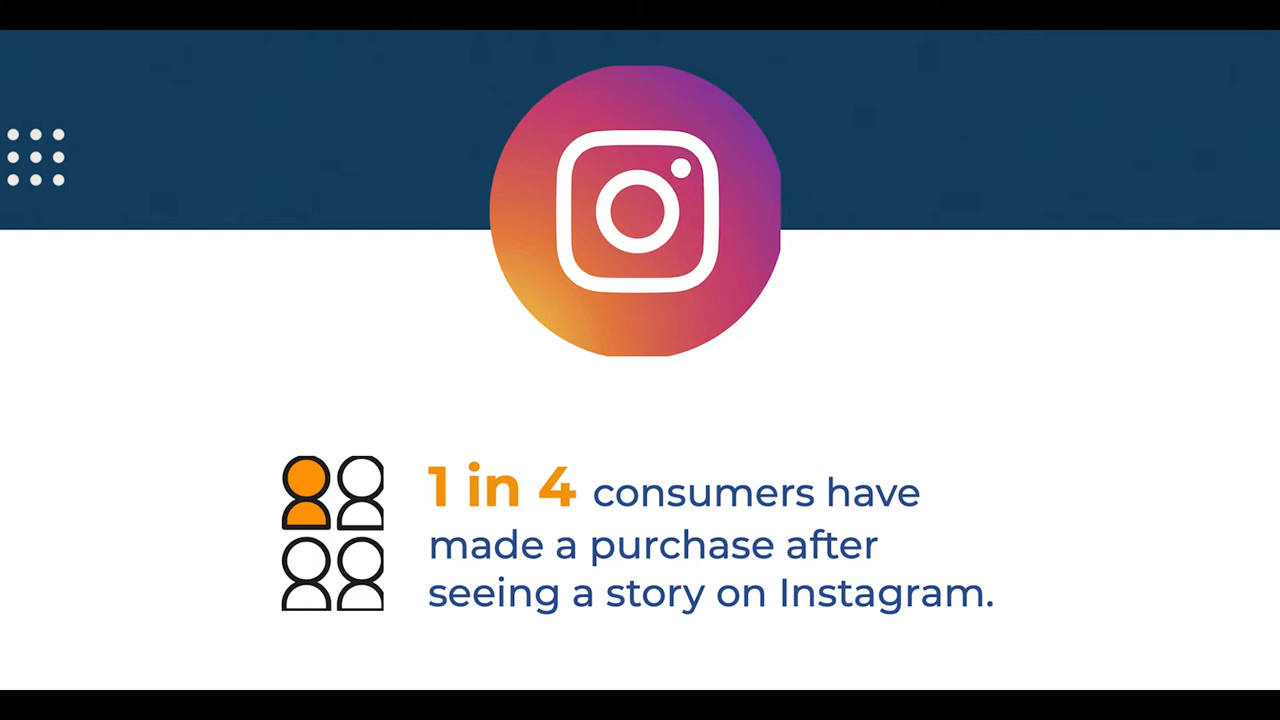 1 in 4 consumers have
made a purchase after
seeing a story on Instagram.